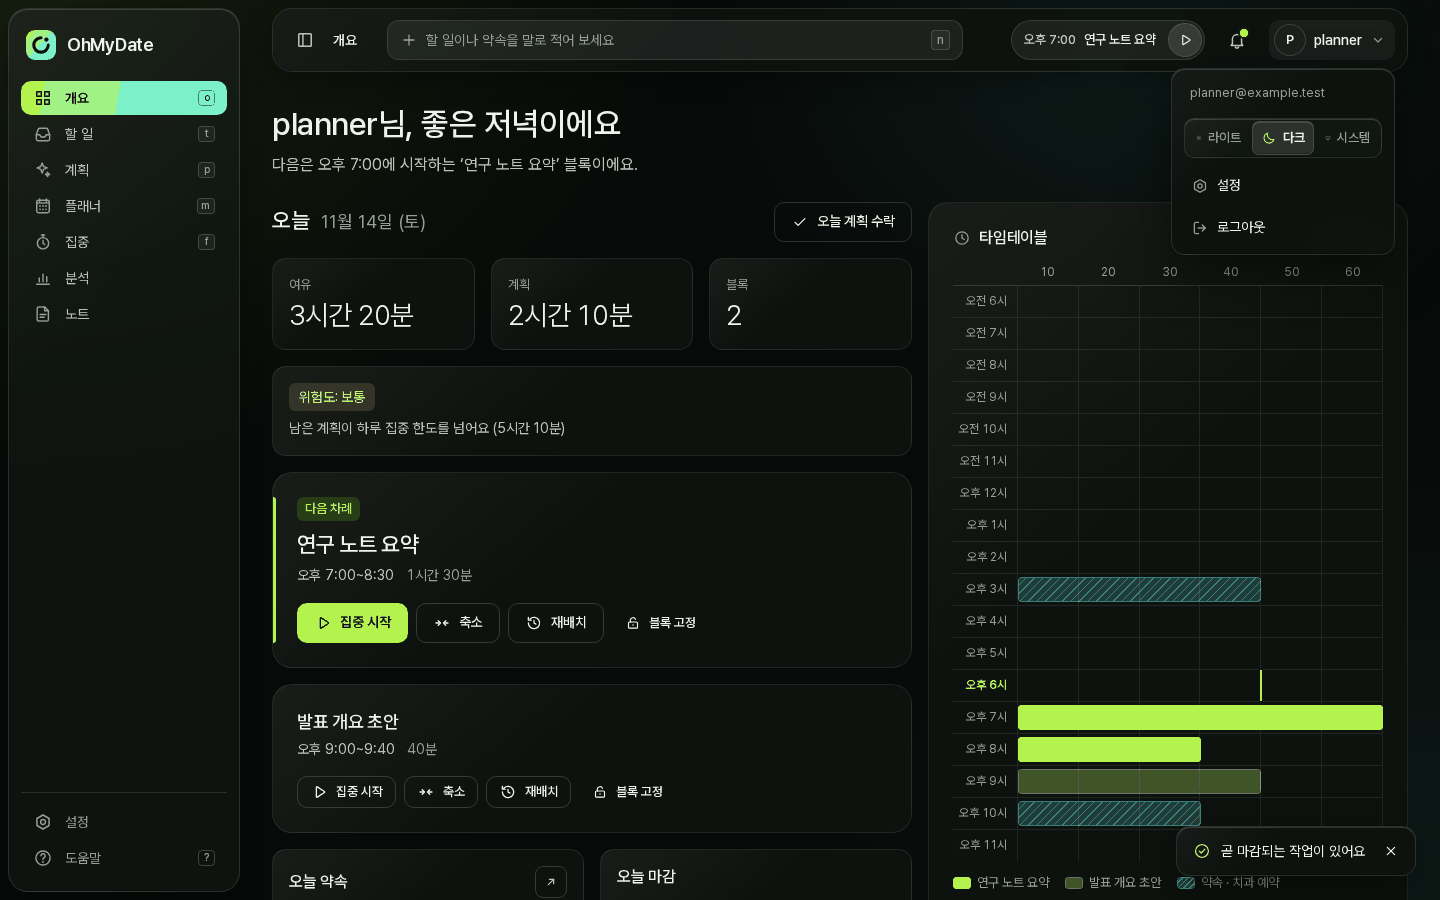 OhMyDate
개요 o
할 일 t
계획 p
플래너 m
집중 f
분석
노트
설정
도움말 ?
개요
할 일이나 약속을 말로 적어 보세요 n
오후 7:00 연구 노트 요약
P planner
planner@example.test
라이트 다크 시스템
설정
로그아웃
planner님, 좋은 저녁이에요
다음은 오후 7:00에 시작하는 ‘연구 노트 요약’ 블록이에요.
오늘 11월 14일 (토)
오늘 계획 수락
여유
3시간 20분
계획
2시간 10분
블록
2
위험도: 보통
남은 계획이 하루 집중 한도를 넘어요 (5시간 10분)
다음 차례
연구 노트 요약
오후 7:00~8:30 1시간 30분
집중 시작 축소 재배치 블록 고정
발표 개요 초안
오후 9:00~9:40 40분
집중 시작 축소 재배치 블록 고정
오늘 약속
오늘 마감
타임테이블
10 20 30 40 50 60
오전 6시
오전 7시
오전 8시
오전 9시
오전 10시
오전 11시
오후 12시
오후 1시
오후 2시
오후 3시
오후 4시
오후 5시
오후 6시
오후 7시
오후 8시
오후 9시
오후 10시
오후 11시
연구 노트 요약 발표 개요 초안 약속 · 치과 예약
곧 마감되는 작업이 있어요